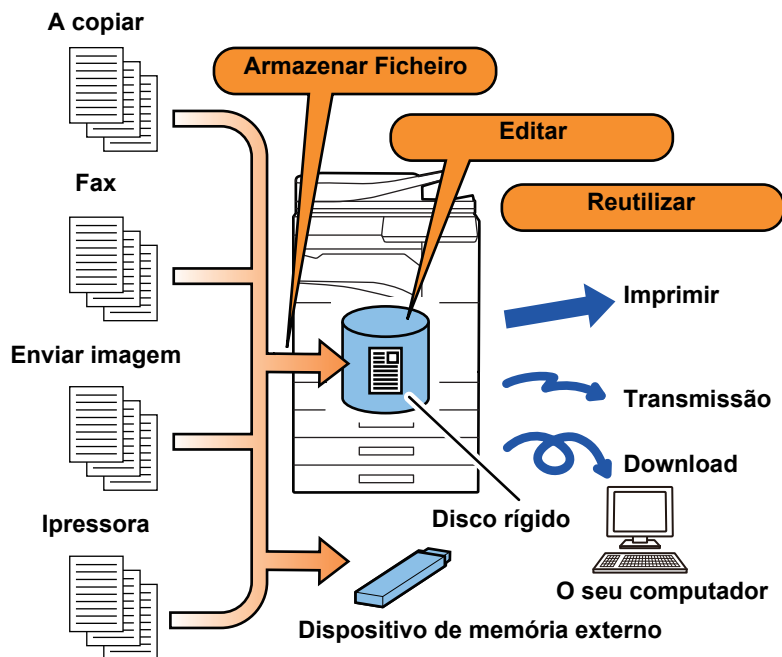 A copiar
Armazenar Ficheiro
Editar
Fax
Reutilizar
Imprimir
Enviar imagem
Transmissão
Download
Ipressora
Disco rígido
O seu computador
Dispositivo de memória externo